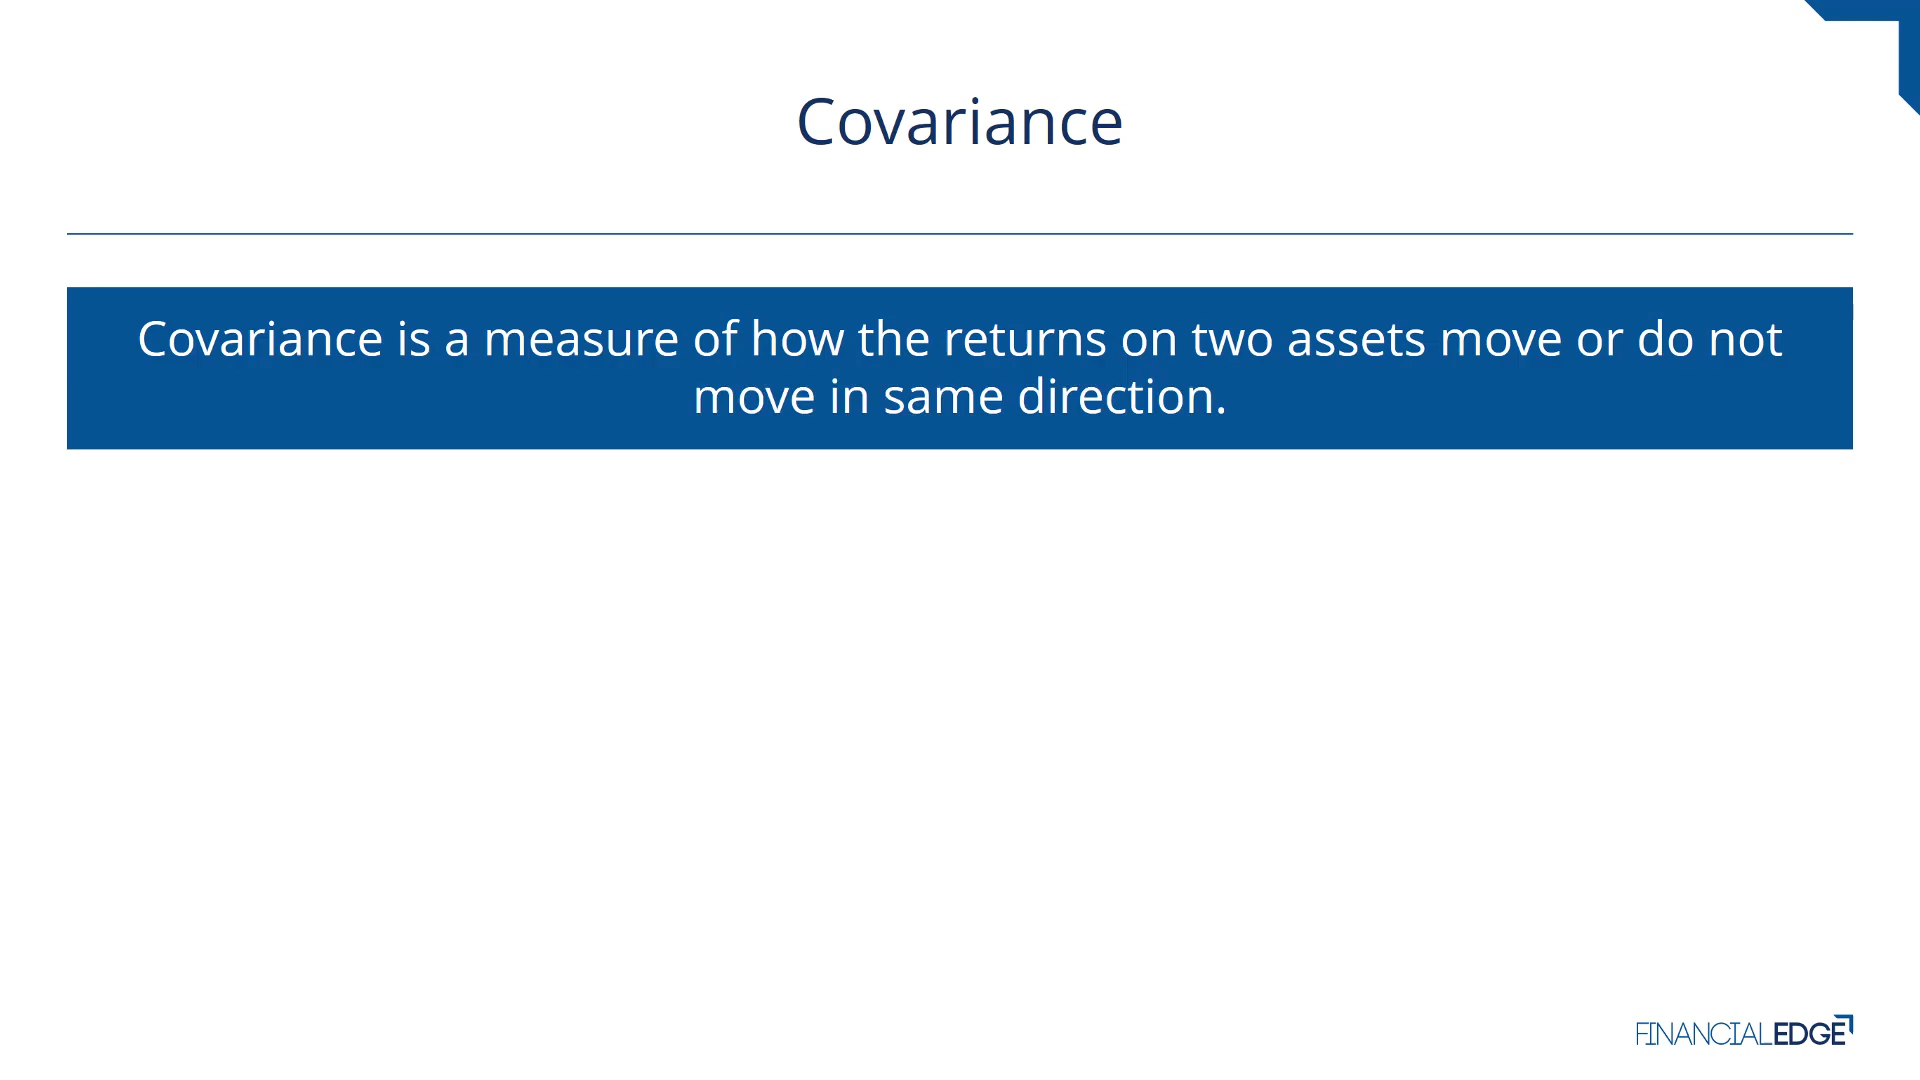 Covariance
Covariance is a measure of how the returns on two assets move or do not
move in same direction.
FINANCIALEDGE